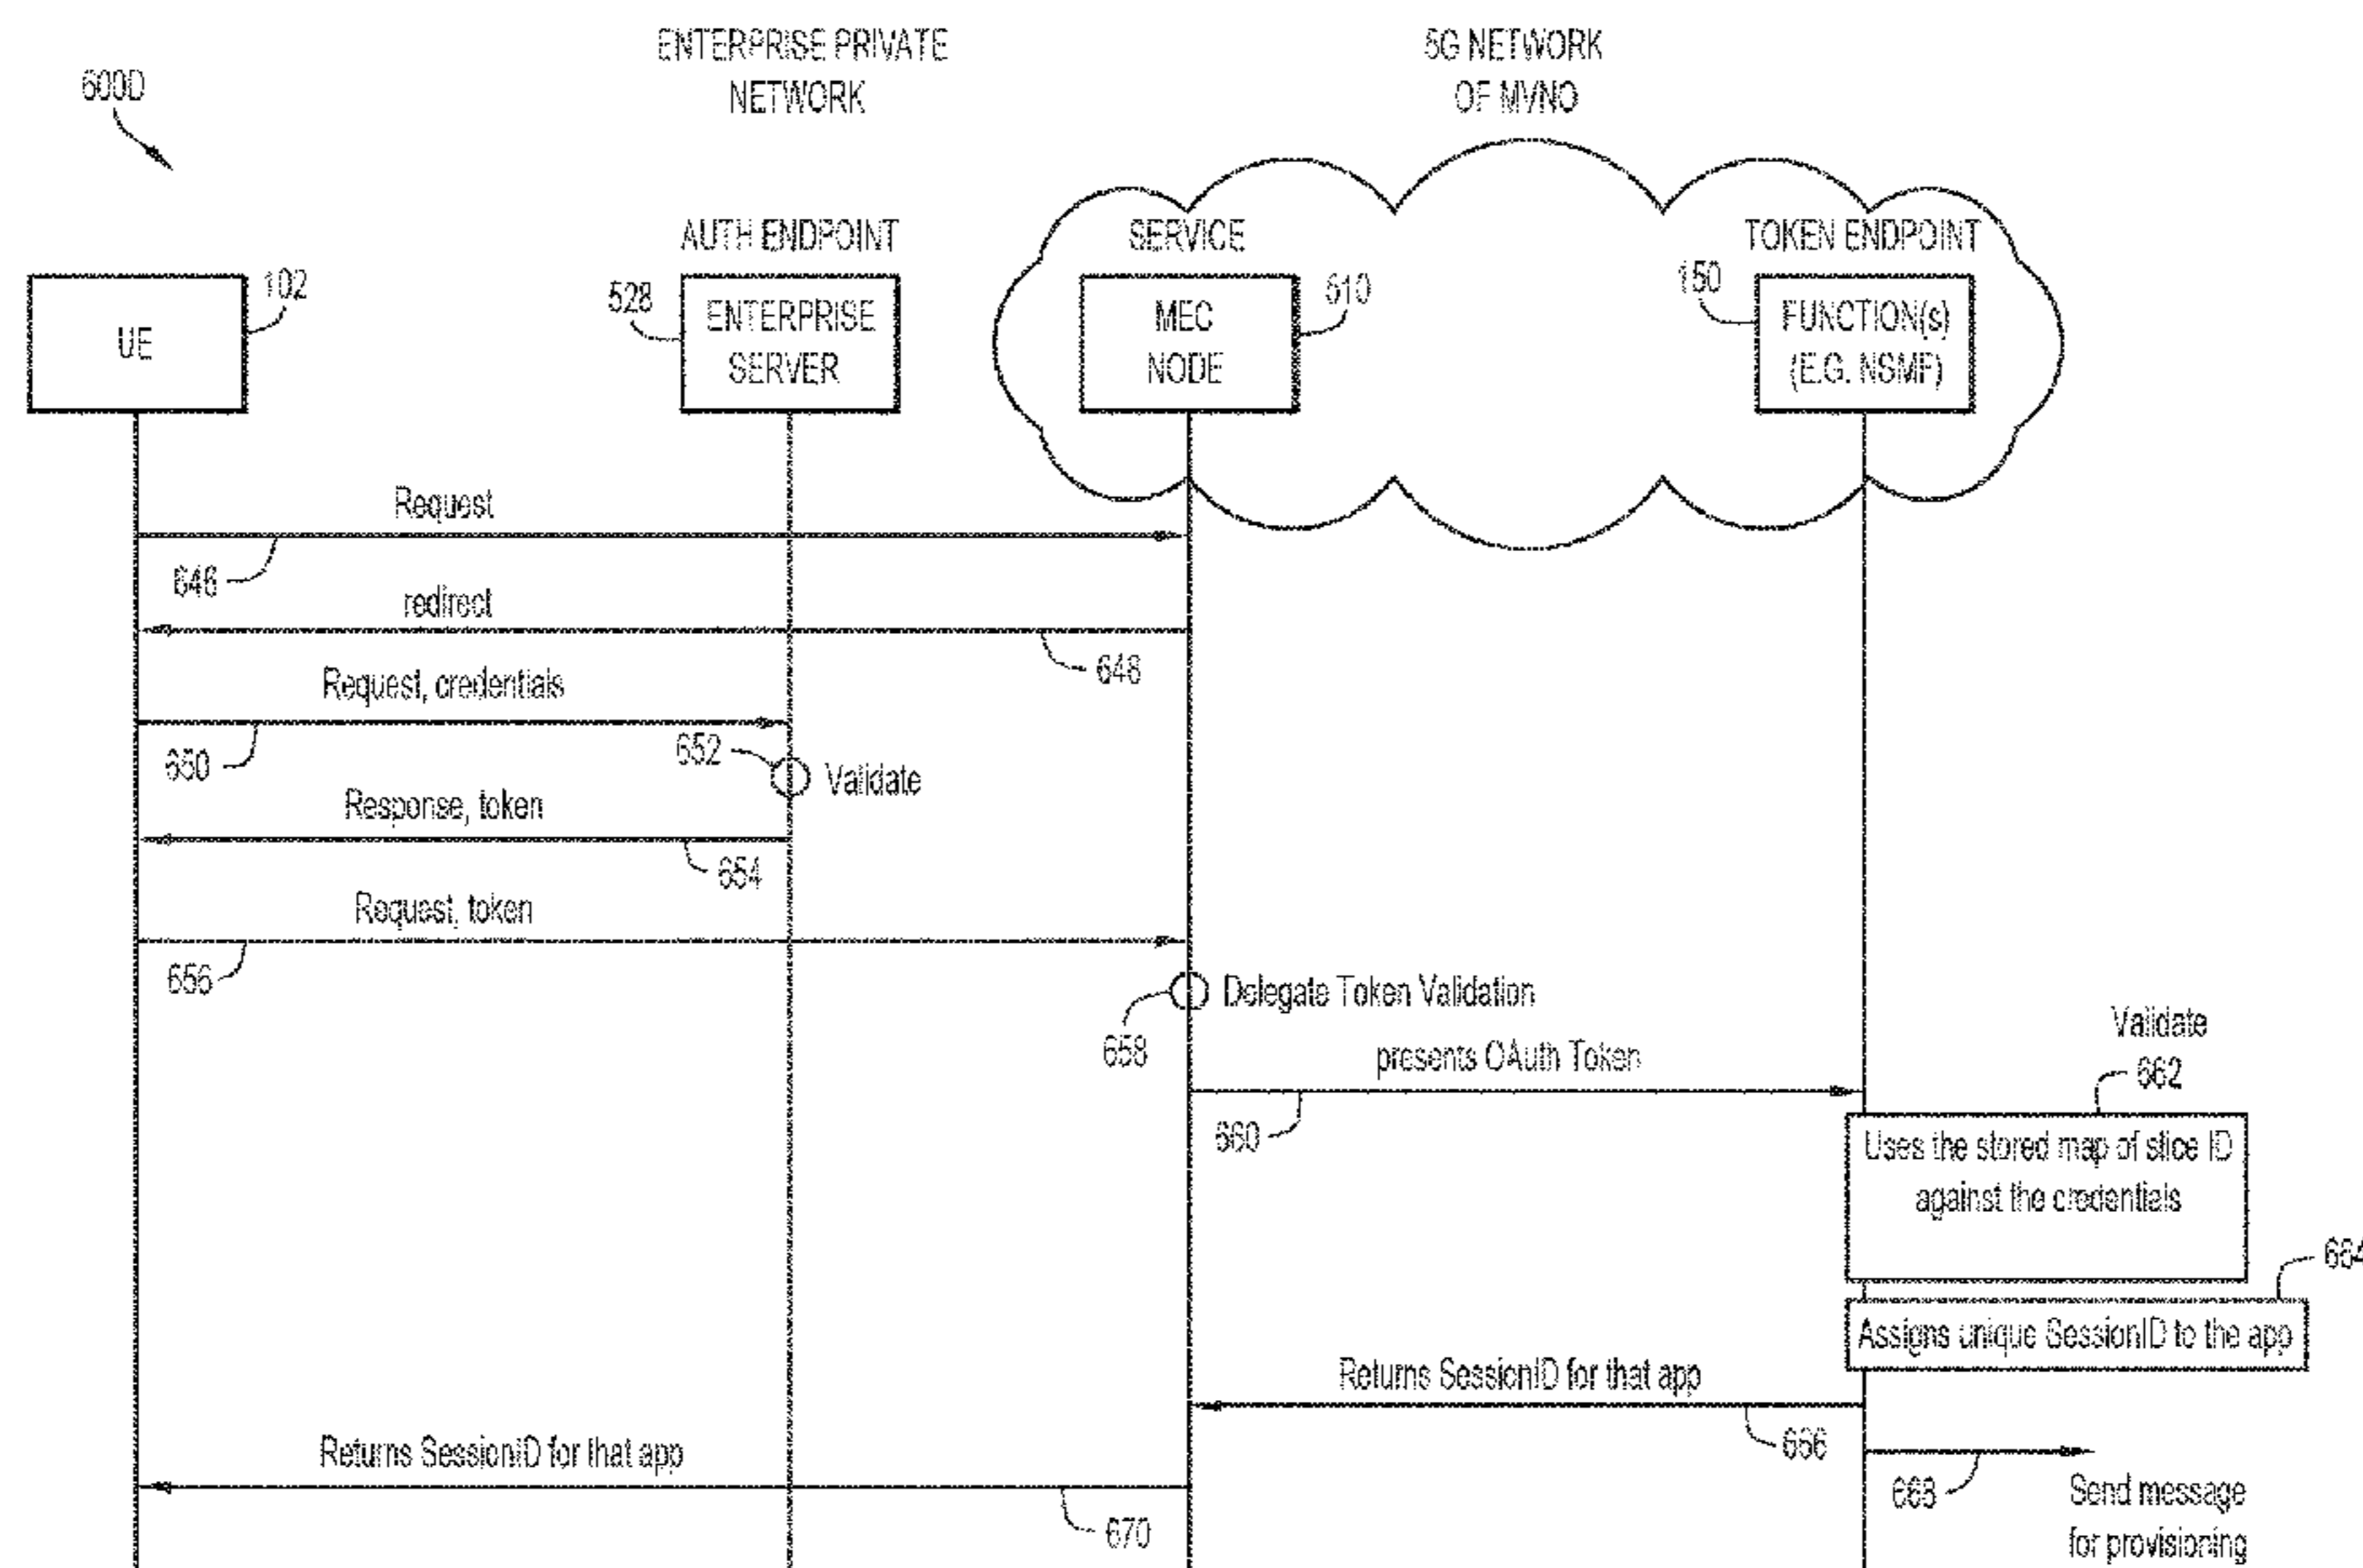 ENTERPRISE PRIVATE
NETWORK
5G NETWORK
OF MVNO
600D
AUTH ENDPOINT
SERVICE
TOKEN ENDPOINT
UE
102
528
ENTERPRISE
SERVER
MEC
NODE
610
150
FUNCTION(s)
(E.G. NSMF)
Request
646
redirect
648
Request, credentials
650
652
Validate
Response, token
654
Request, token
656
658
Delegate Token Validation
presents OAuth Token
660
Validate
662
Uses the stored map of slice ID
against the credentials
664
Assigns unique SessionID to the app
Returns SessionID for that app
666
668
Send message
for provisioning
Returns SessionID for that app
670